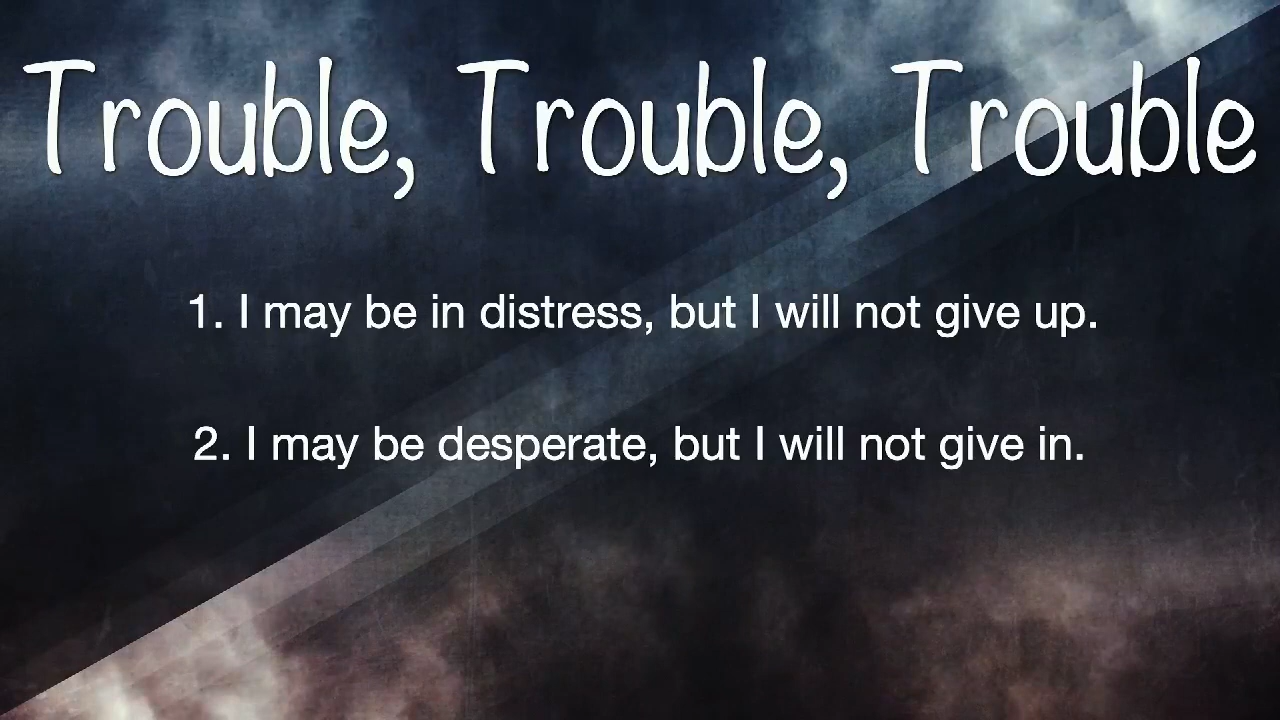 Trouble, Trouble, Trouble
1. I may be in distress, but I will not give up.
2. I may be desperate, but I will not give in.